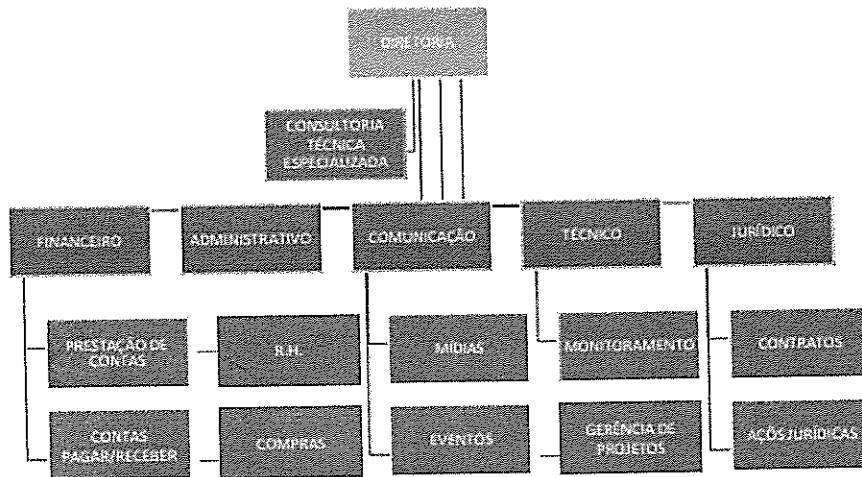 DIRETORIA
CONSULTORIA
TÉCNICA
ESPECIALIZADA
FINANCEIRO
ADMINISTRATIVO
COMUNICAÇÃO
TÉCNICO
JURÍDICO
PRESTAÇÃO DE
CONTAS
R.H.
MÍDIAS
MONITORAMENTO
CONTRATOS
CONTAS
PAGAR/RECEBER
COMPRAS
EVENTOS
GERÊNCIA DE
PROJETOS
AÇÕS JURÍDICAS